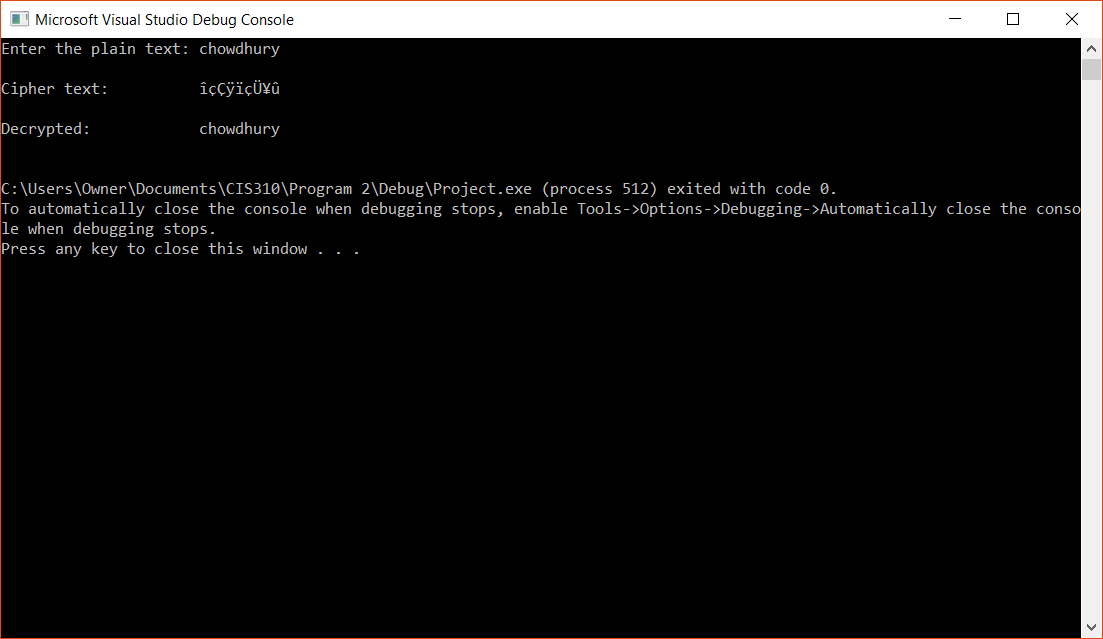 Microsoft Visual Studio Debug Console
Enter the plain text: chowdhury
Cipher text:          îçÇÿïçÜ¥û
Decrypted:            chowdhury
C:\Users\Owner\Documents\CIS310\Program 2\Debug\Project.exe (process 512) exited with code 0.
To automatically close the console when debugging stops, enable Tools->Options->Debugging->Automatically close the conso
le when debugging stops.
Press any key to close this window . . .